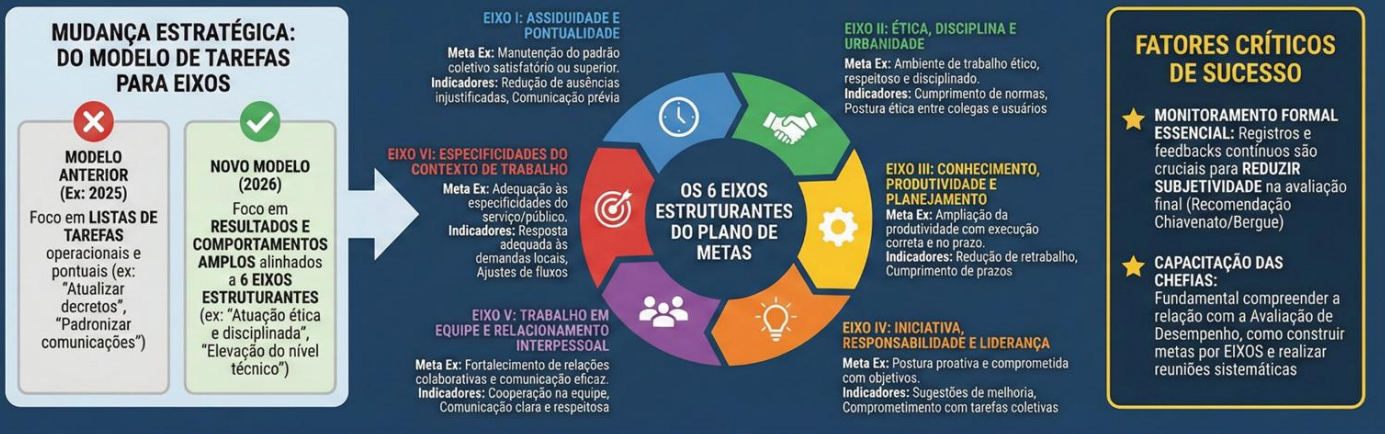 MUDANÇA ESTRATÉGICA:
DO MODELO DE TAREFAS
PARA EIXOS
MODELO
ANTERIOR
(Ex: 2025)
Foco em LISTAS DE
TAREFAS
operacionais e
pontuais (ex:
“Atualizar
decretos”,
“Padronizar
comunicações”)
NOVO MODELO
(2026)
Foco em
RESULTADOS E
COMPORTAMENTOS
AMPLOS alinhados
a 6 EIXOS
ESTRUTURANTES
(ex: “Atuação ética
e disciplinada”,
“Elevação do nível
técnico”)
OS 6 EIXOS
ESTRUTURANTES
DO PLANO DE
METAS
EIXO I: ASSIDUIDADE E
PONTUALIDADE
Meta Ex: Manutenção do padrão
coletivo satisfatório ou superior.
Indicadores: Redução de ausências
injustificadas, Comunicação prévia
EIXO II: ÉTICA, DISCIPLINA E
URBANIDADE
Meta Ex: Ambiente de trabalho ético,
respeitoso e disciplinado.
Indicadores: Cumprimento de normas,
Postura ética entre colegas e usuários
EIXO III: CONHECIMENTO,
PRODUTIVIDADE E
PLANEJAMENTO
Meta Ex: Ampliação da
produtividade com execução
correta e no prazo.
Indicadores: Redução de retrabalho,
Cumprimento de prazos
EIXO IV: INICIATIVA,
RESPONSABILIDADE E LIDERANÇA
Meta Ex: Postura proativa e comprometida
com objetivos.
Indicadores: Sugestões de melhoria,
Comprometimento com tarefas coletivas
EIXO V: TRABALHO EM
EQUIPE E RELACIONAMENTO
INTERPESSOAL
Meta Ex: Fortalecimento de relações
colaborativas e comunicação eficaz.
Indicadores: Cooperação na equipe,
Comunicação clara e respeitosa
EIXO VI: ESPECIFICIDADES DO
CONTEXTO DE TRABALHO
Meta Ex: Adequação às
especificidades do
serviço/público.
Indicadores: Resposta
adequada às
demandas locais,
Ajustes de fluxos
FATORES CRÍTICOS
DE SUCESSO
MONITORAMENTO FORMAL
ESSENCIAL: Registros e
feedbacks contínuos são
cruciais para REDUZIR
SUBJETIVIDADE na avaliação
final (Recomendação
Chiavenato/Bergue)
CAPACITAÇÃO DAS
CHEFIAS:
Fundamental compreender a
relação com a Avaliação de
Desempenho, como construir
metas por EIXOS e realizar
reuniões sistemáticas